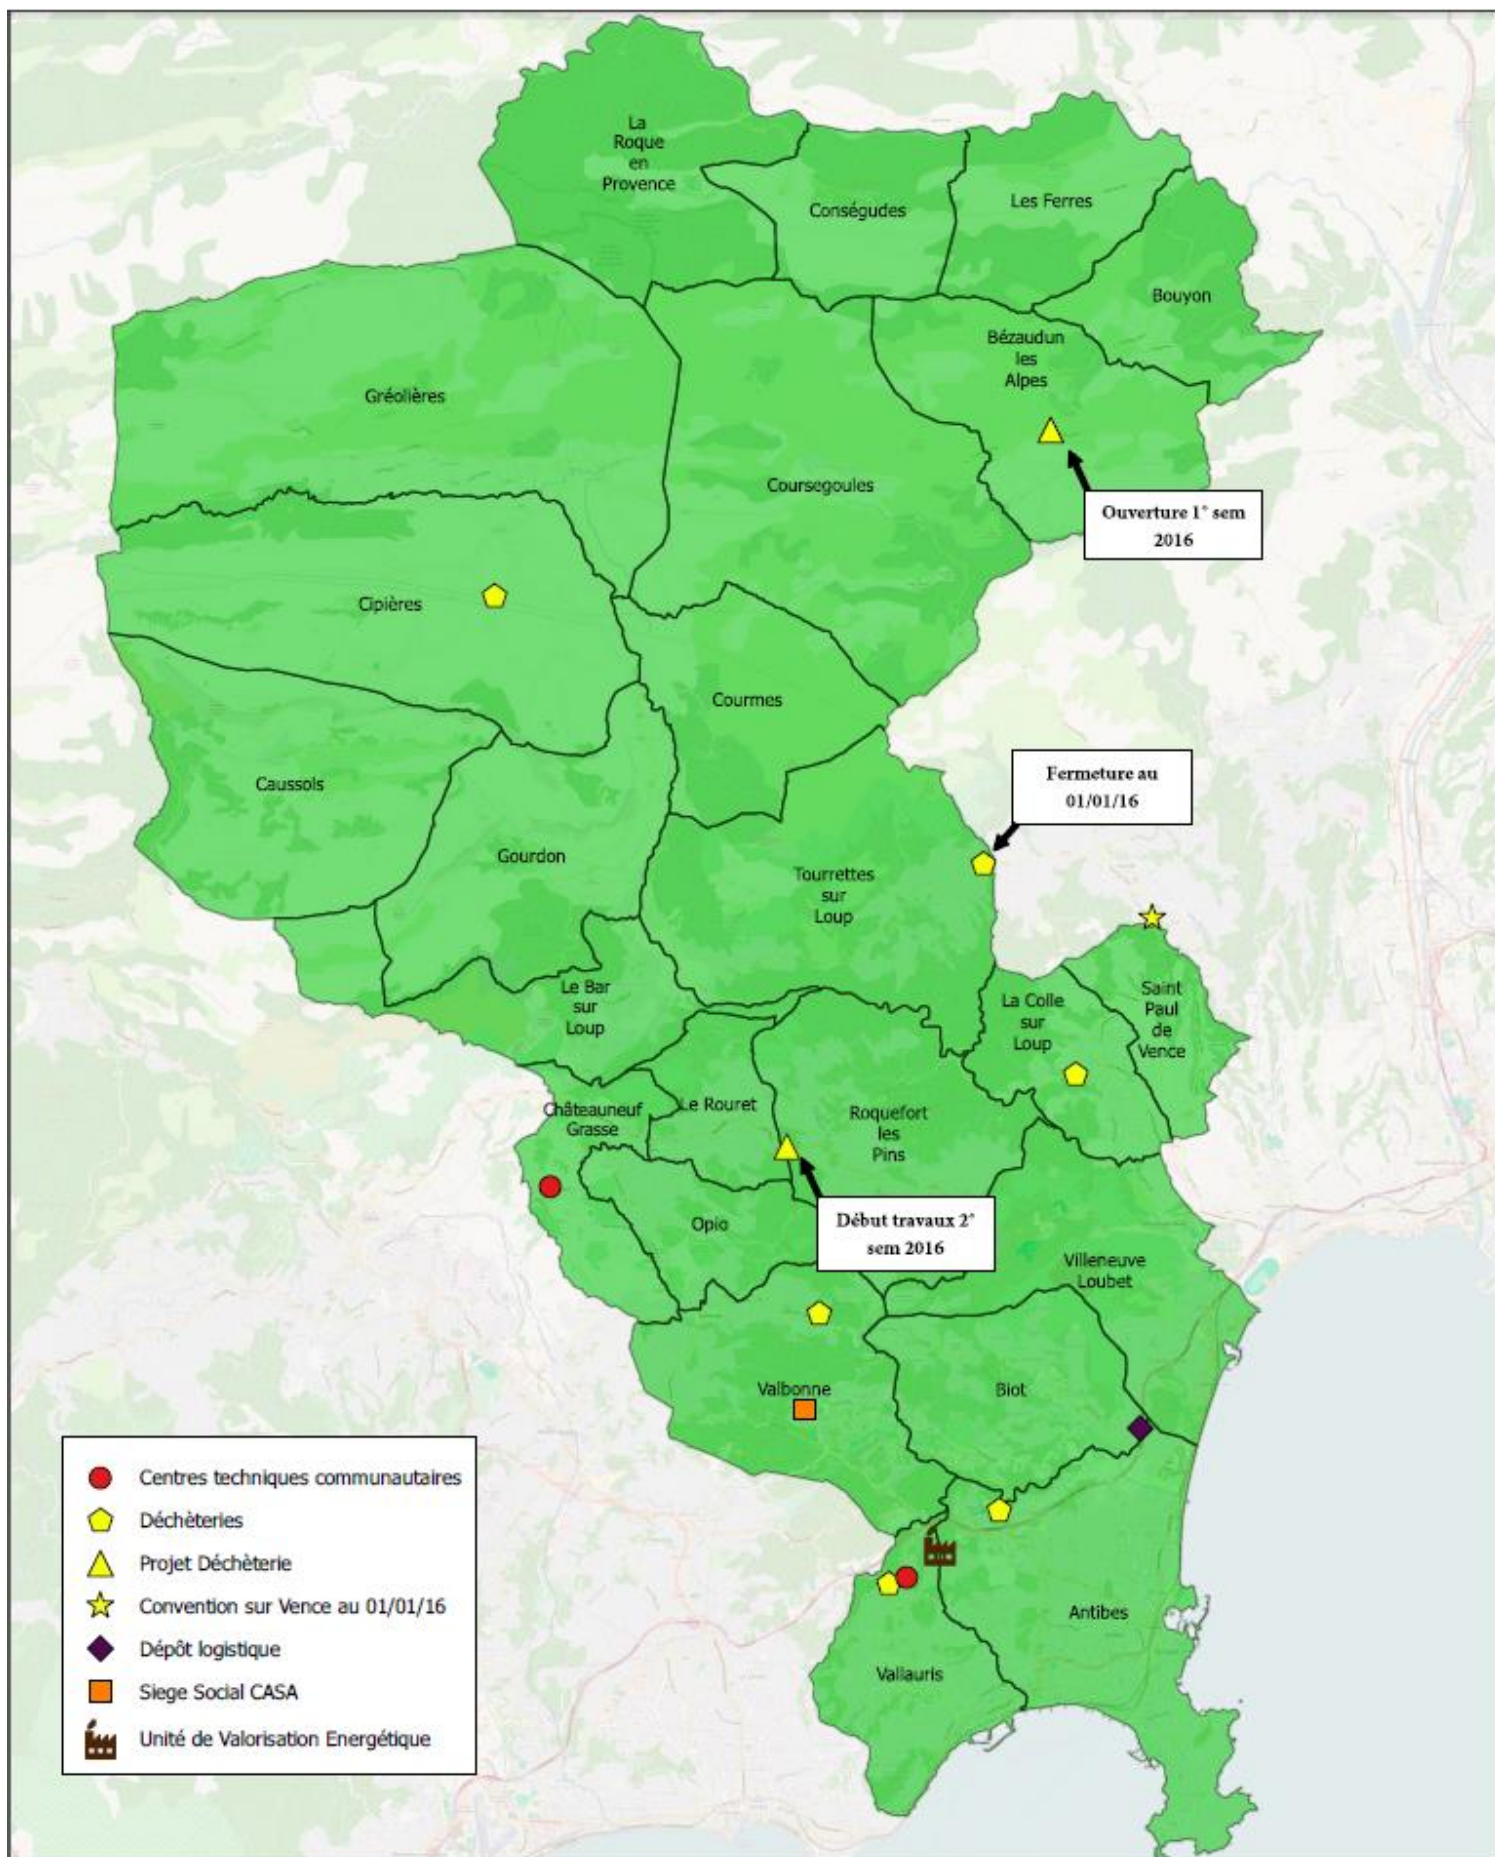 La
Roque
en
Provence
Conségudes
Les Ferres
Bouyon
Bézaudun
les
Alpes
Gréolières
Coursegoules
Ouverture 1° sem
2016
Cipières
Courmes
Caussols
Fermeture au
01/01/16
Gourdon
Tourrettes
sur
Loup
Le Bar
sur
Loup
La Colle
sur
Loup
Saint
Paul
de
Vence
Châteauneuf
Grasse
Le Rouret
Roquefort
les
Pins
Opio
Début travaux 2°
sem 2016
Villeneuve
Loubet
Valbonne
Biot
Antibes
Vallauris
Centres techniques communautaires
Déchèteries
Projet Déchèterie
Convention sur Vence au 01/01/16
Dépôt logistique
Siege Social CASA
Unité de Valorisation Energétique